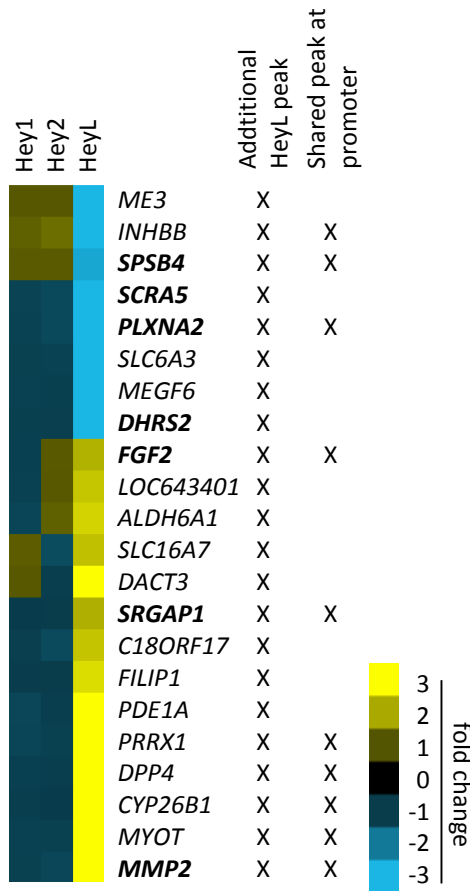 Hey1
Hey2
HeyL
Addtitional
HeyL peak
Shared peak at
promoter
ME3 X
INHBB X X
SPSB4 X X
SCRA5 X
PLXNA2 X X
SLC6A3 X
MEGF6 X
DHRS2 X
FGF2 X X
LOC643401 X
ALDH6A1 X
SLC16A7 X
DACT3 X
SRGAP1 X X
C18ORF17 X
FILIP1 X
PDE1A X
PRRX1 X X
DPP4 X X
CYP26B1 X X
MYOT X X
MMP2 X X
3
2
1
0
-1
-2
-3
fold change